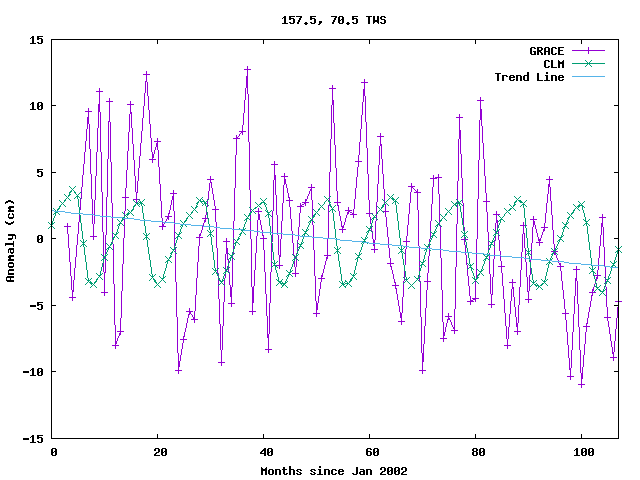 157.5, 70.5 TWS
GRACE
CLM
Trend Line
15
10
5
0
-5
-10
-15
Anomaly (cm)
0 20 40 60 80 100
Months since Jan 2002